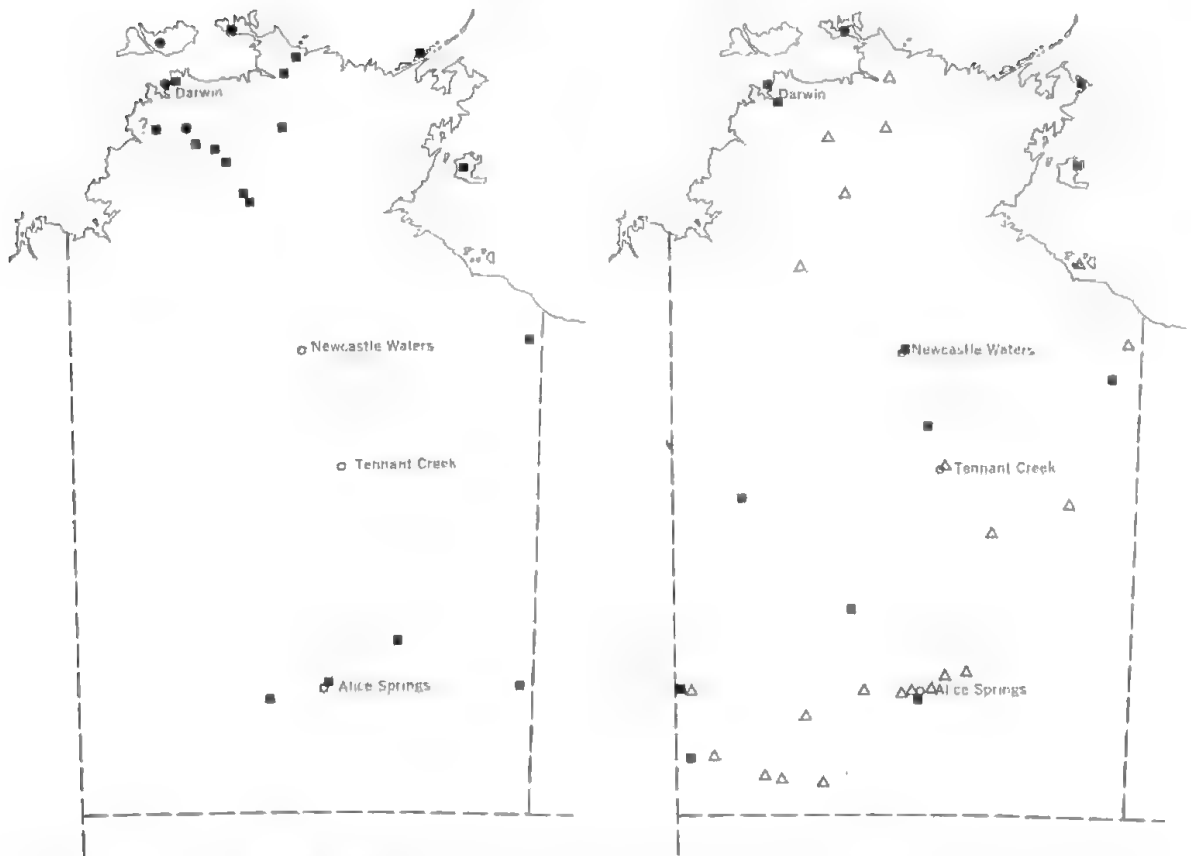 Darwin
?
Newcastle Waters
Tennant Creek
Alice Springs
Darwin
Newcastle Waters
Tennant Creek
Alice Springs